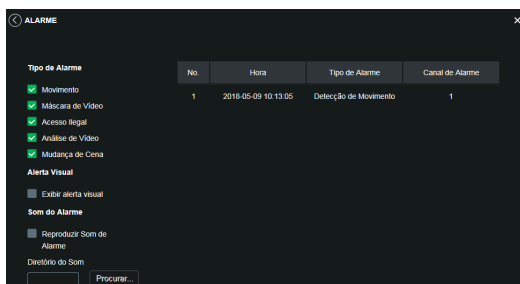 ALARME
Tipo de Alarme
Movimento
Máscara de Vídeo
Acesso Ilegal
Análise de Vídeo
Mudança de Cena
Alerta Visual
Exibir alerta visual
Som do Alarme
Reproduzir Som de
Alarme
Diretório do Som
Procurar...
No. Hora Tipo de Alarme Canal de Alarme
1 2018-05-09 10:13:05 Detecção de Movimento 1